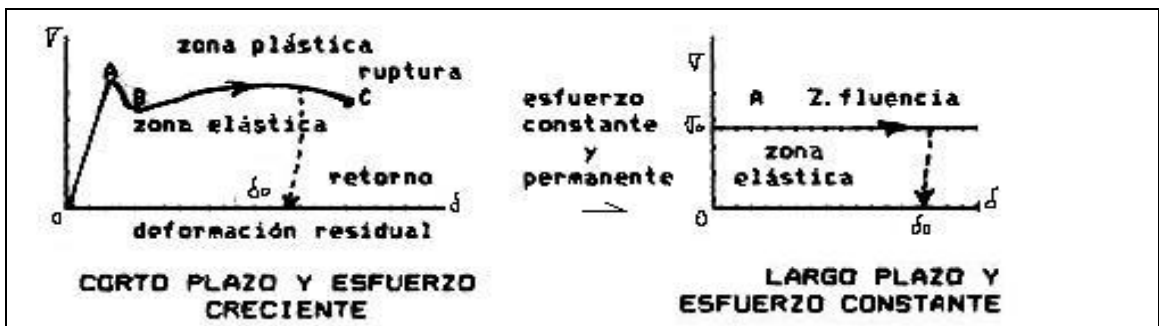 σ
zona plástica
A
ruptura
B
C
zona elástica
δo
retorno
δ
0
deformación residual
CORTO PLAZO Y ESFUERZO
CRECIENTE
esfuerzo
constante
y
permanente
σ
A Z. fluencia
σo
zona
elástica
0
δo
δ
LARGO PLAZO Y
ESFUERZO CONSTANTE